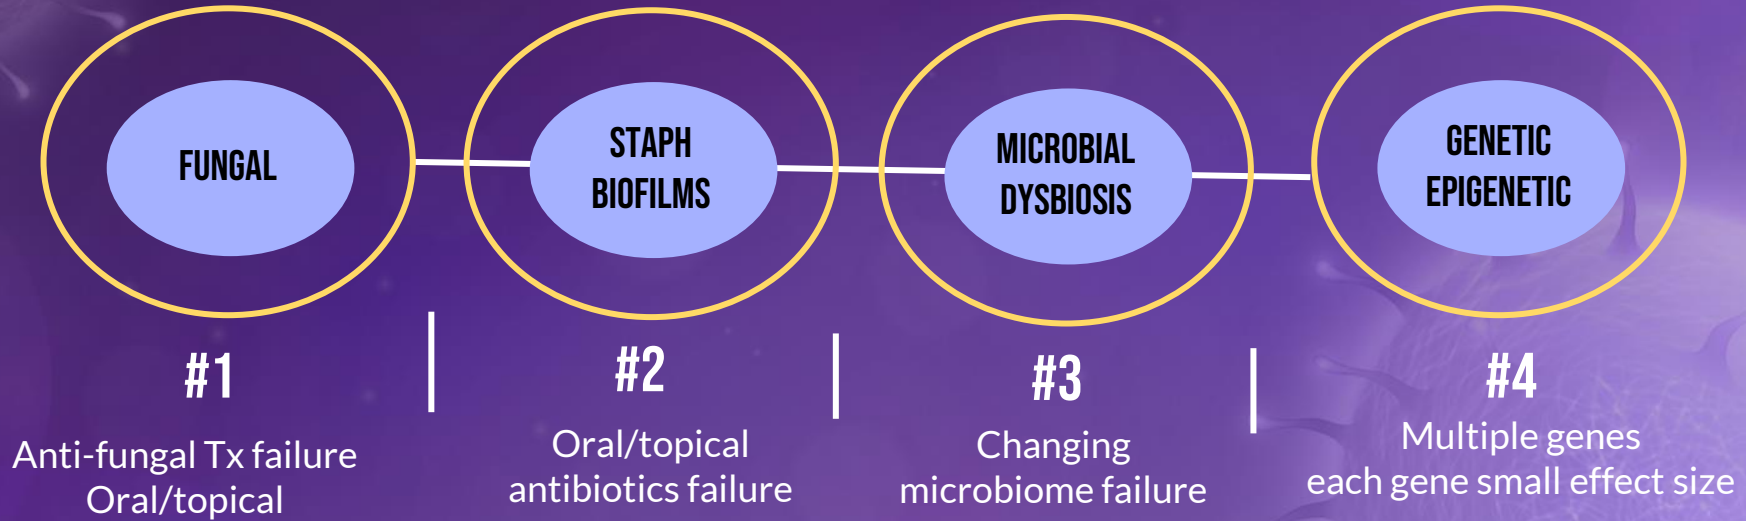 FUNGAL
STAPH
BIOFILMS
MICROBIAL
DYSBIOSIS
GENETIC
EPIGENETIC
#1
Anti-fungal Tx failure
Oral/topical
#2
Oral/topical
antibiotics failure
#3
Changing
microbiome failure
#4
Multiple genes
each gene small effect size